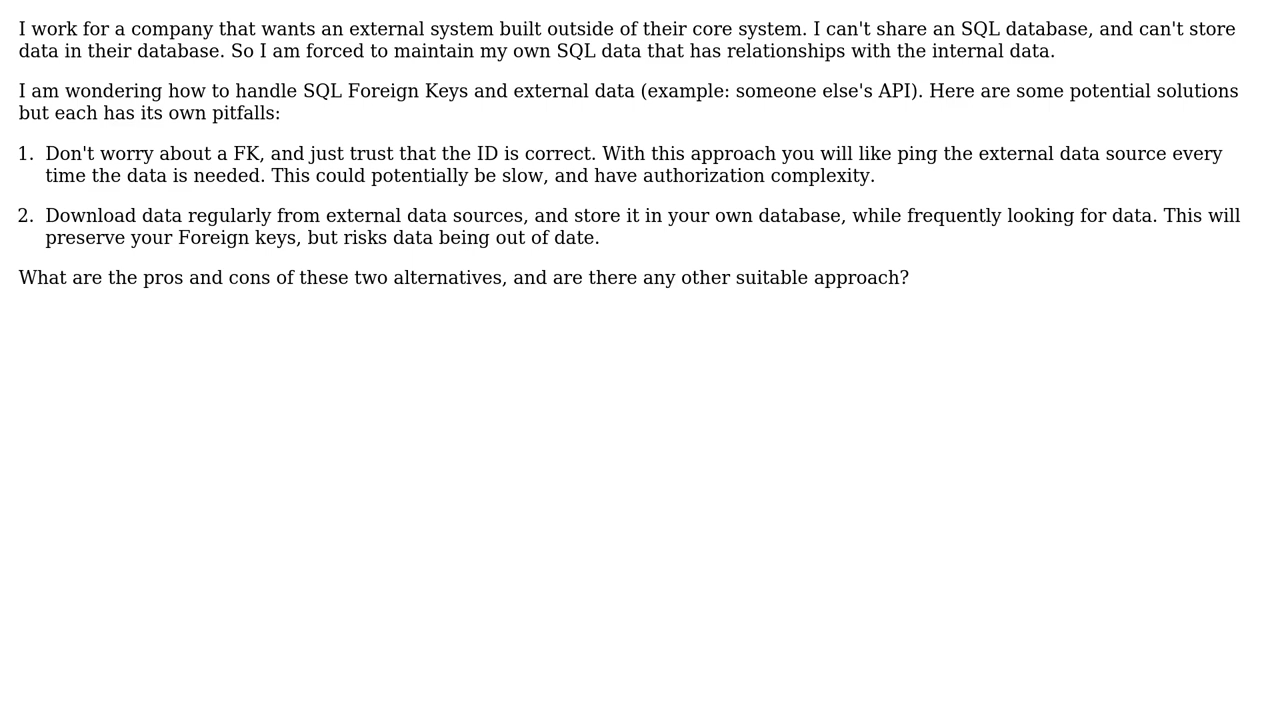 I work for a company that wants an external system built outside of their core system. I can't share an SQL database, and can't store
data in their database. So I am forced to maintain my own SQL data that has relationships with the internal data.
I am wondering how to handle SQL Foreign Keys and external data (example: someone else's API). Here are some potential solutions
but each has its own pitfalls:
1. Don't worry about a FK, and just trust that the ID is correct. With this approach you will like ping the external data source every
time the data is needed. This could potentially be slow, and have authorization complexity.
2. Download data regularly from external data sources, and store it in your own database, while frequently looking for data. This will
preserve your Foreign keys, but risks data being out of date.
What are the pros and cons of these two alternatives, and are there any other suitable approach?